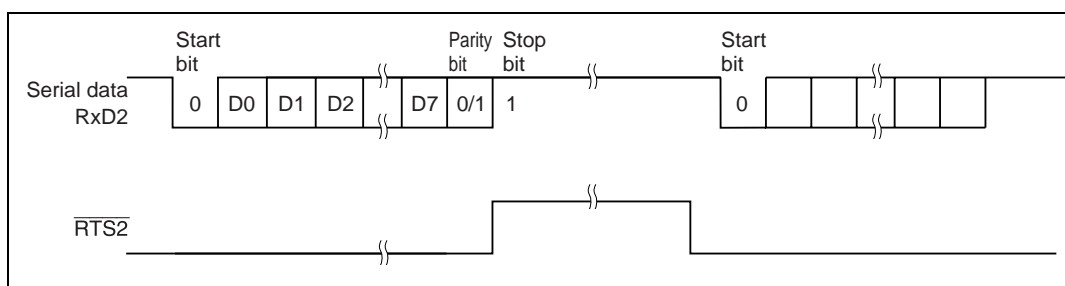 Start
bit
Parity
bit
Stop
bit
Start
bit
Serial data
RxD2
0 D0 D1 D2 D7 0/1 1 0
RTS2